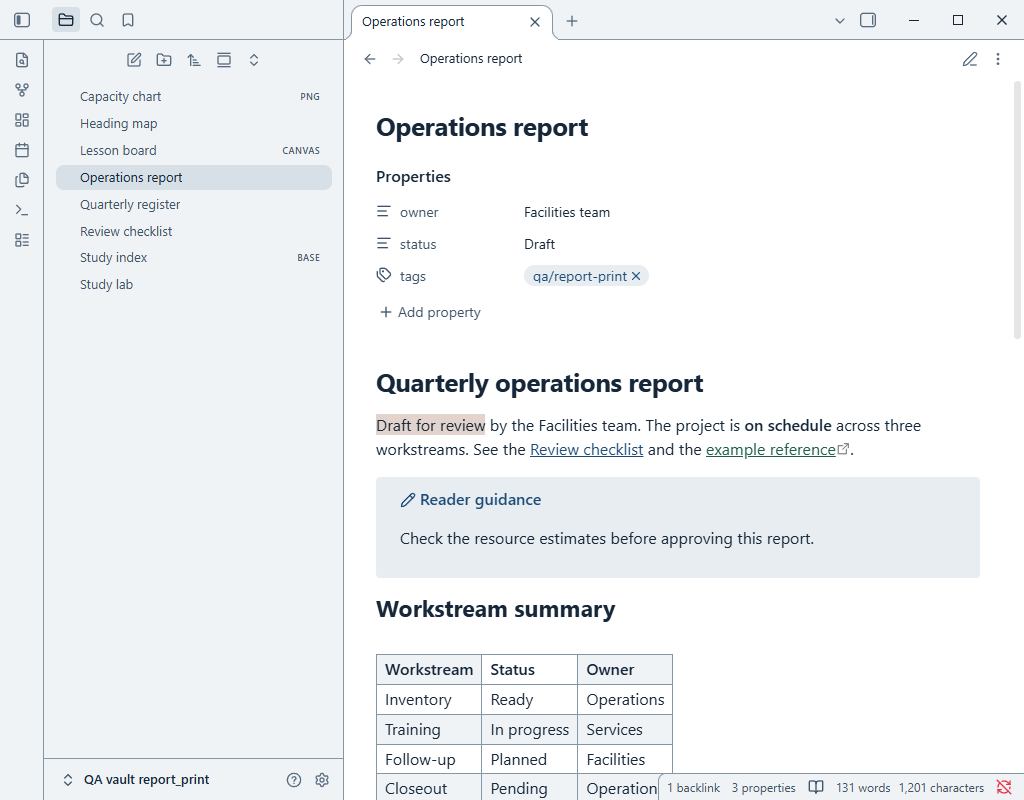 Operations report
Operations report
Capacity chart PNG
Heading map
Lesson board CANVAS
Operations report
Quarterly register
Review checklist
Study index BASE
Study lab
QA vault report_print
Operations report
Properties
owner Facilities team
status Draft
tags qa/report-print
Add property
Quarterly operations report
Draft for review by the Facilities team. The project is on schedule across three
workstreams. See the Review checklist and the example reference.
Reader guidance
Check the resource estimates before approving this report.
Workstream summary
Workstream Status Owner
Inventory Ready Operations
Training In progress Services
Follow-up Planned Facilities
Closeout Pending Operation
1 backlink 3 properties 131 words 1,201 characters